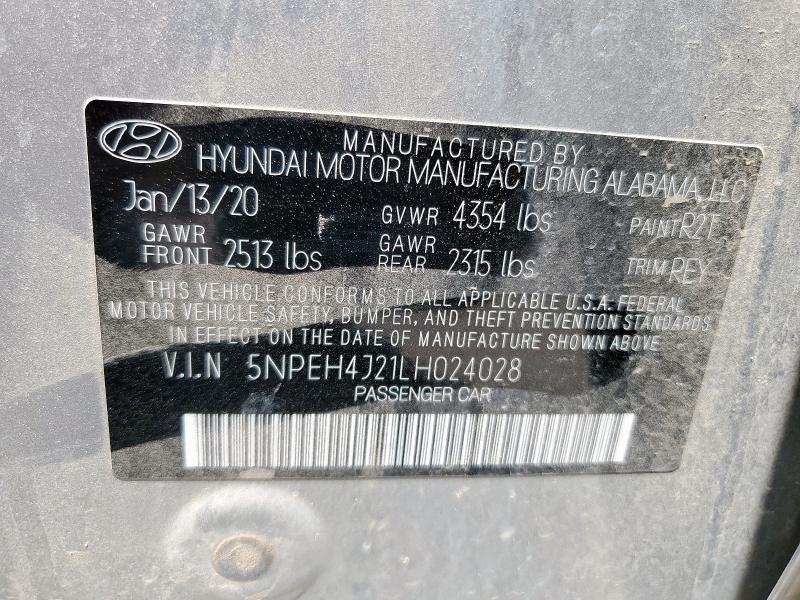 MANUFACTURED BY
HYUNDAI MOTOR MANUFACTURING ALABAMA, LLC
Jan/13/20 GVWR 4354 lbs PAINT R2T
GAWR FRONT 2513 lbs GAWR REAR 2315 lbs TRIM REY
THIS VEHICLE CONFORMS TO ALL APPLICABLE U.S.A. FEDERAL
MOTOR VEHICLE SAFETY, BUMPER, AND THEFT PREVENTION STANDARDS
IN EFFECT ON THE DATE OF MANUFACTURE SHOWN ABOVE
V.I.N 5NPEH4J21LH024028
PASSENGER CAR